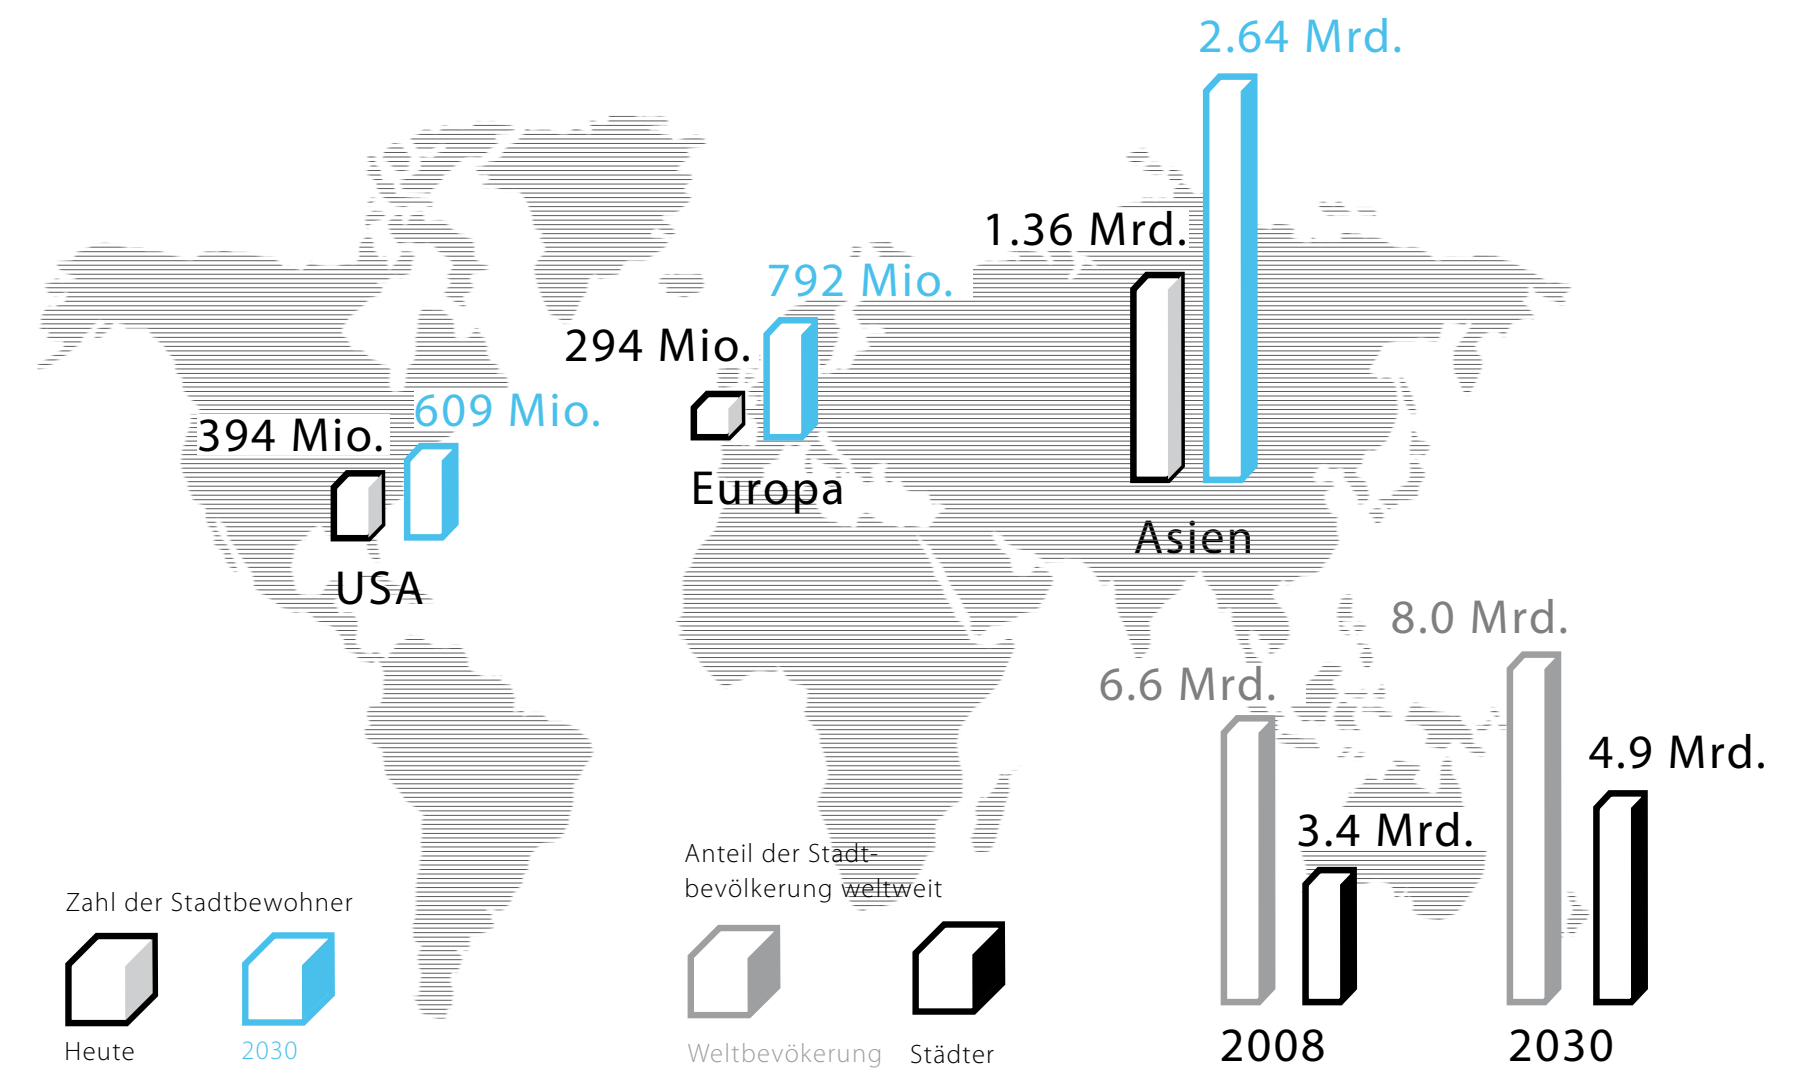 2.64 Mrd.
1.36 Mrd.
792 Mio.
294 Mio.
609 Mio.
394 Mio.
Europa
Asien
USA
8.0 Mrd.
6.6 Mrd.
4.9 Mrd.
3.4 Mrd.
Anteil der Stadt-
bevölkerung weltweit
Zahl der Stadtbewohner
Heute
2030
Weltbevökerung
Städter
2008
2030